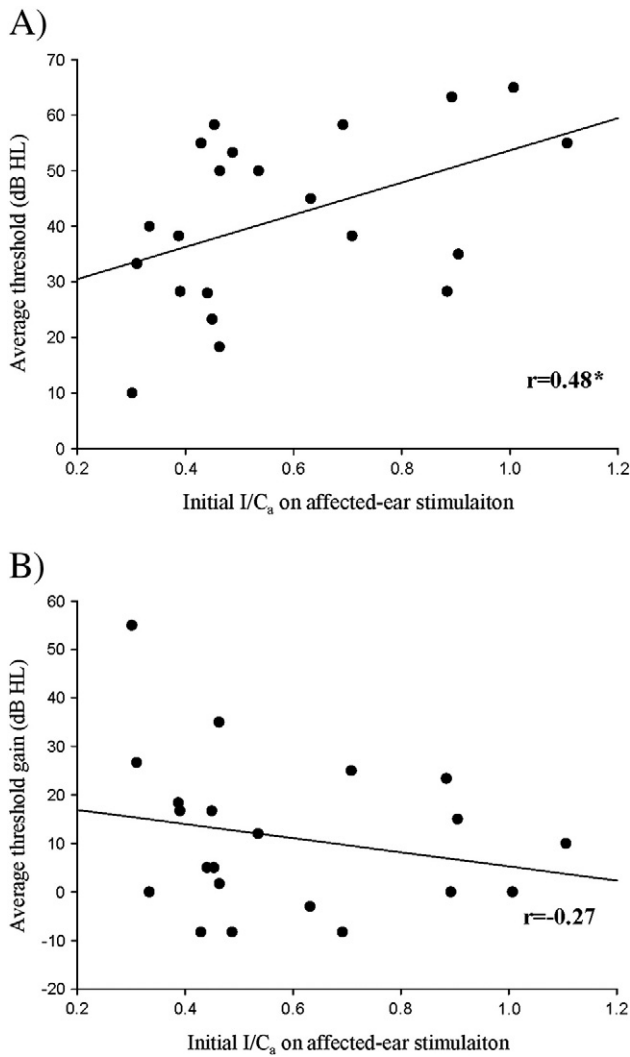 A)
Average threshold (dB HL)
70
60
50
40
30
20
10
0
r=0.48*
0.2 0.4 0.6 0.8 1.0 1.2
Initial I/Cₐ on affected-ear stimulaiton
B)
Average threshold gain (dB HL)
60
50
40
30
20
10
0
-10
-20
r=-0.27
0.2 0.4 0.6 0.8 1.0 1.2
Initial I/Cₐ on affected-ear stimulaiton